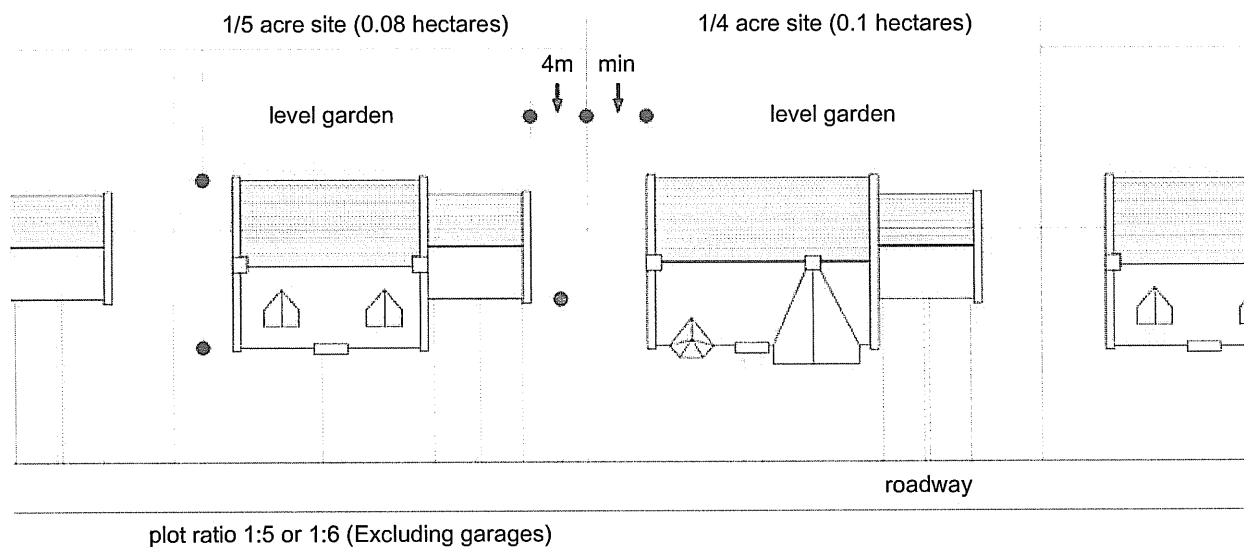 1/5 acre site (0.08 hectares)
1/4 acre site (0.1 hectares)
4m min
level garden
level garden
roadway
plot ratio 1:5 or 1:6 (Excluding garages)